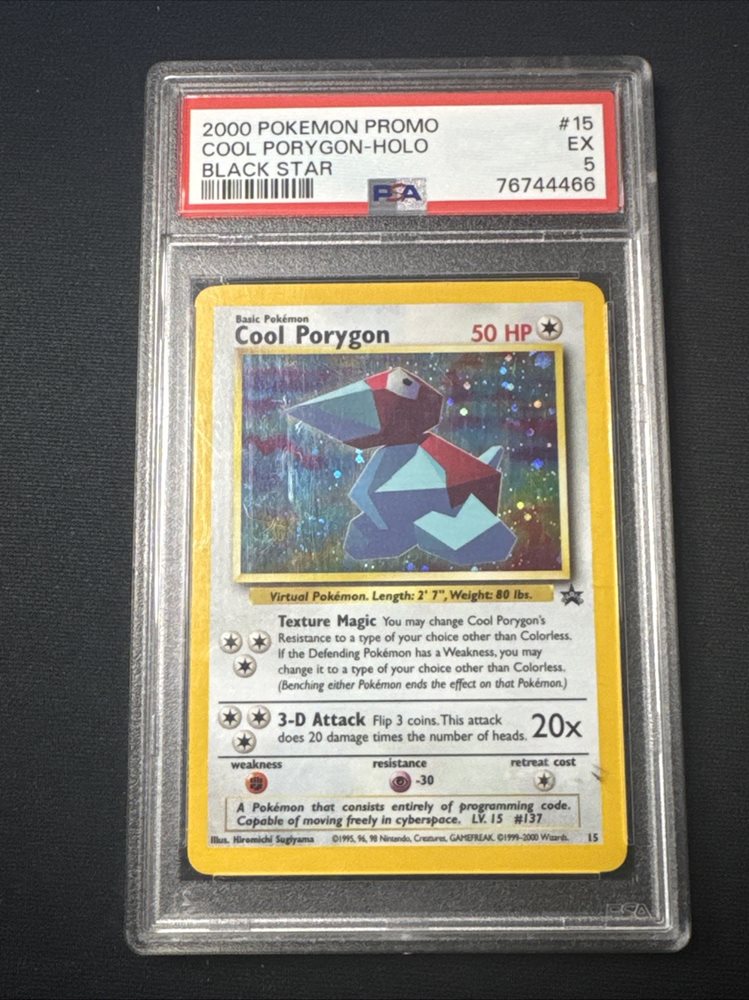 2000 POKEMON PROMO #15
COOL PORYGON-HOLO EX
BLACK STAR 5
PSA 76744466
Basic Pokémon
Cool Porygon 50 HP
Virtual Pokémon. Length: 2' 7", Weight: 80 lbs.
PROMO
Texture Magic You may change Cool Porygon's
Resistance to a type of your choice other than Colorless.
If the Defending Pokémon has a Weakness, you may
change it to a type of your choice other than Colorless.
(Benching either Pokémon ends the effect on that Pokémon.)
3-D Attack Flip 3 coins. This attack
does 20 damage times the number of heads. 20x
weakness resistance retreat cost
-30
A Pokémon that consists entirely of programming code.
Capable of moving freely in cyberspace. LV. 15 #137
Illus. Hiromichi Sugiyama ©1995, 96, 98 Nintendo, Creatures, GAMEFREAK. ©1999-2000 Wizards. 15
PSA